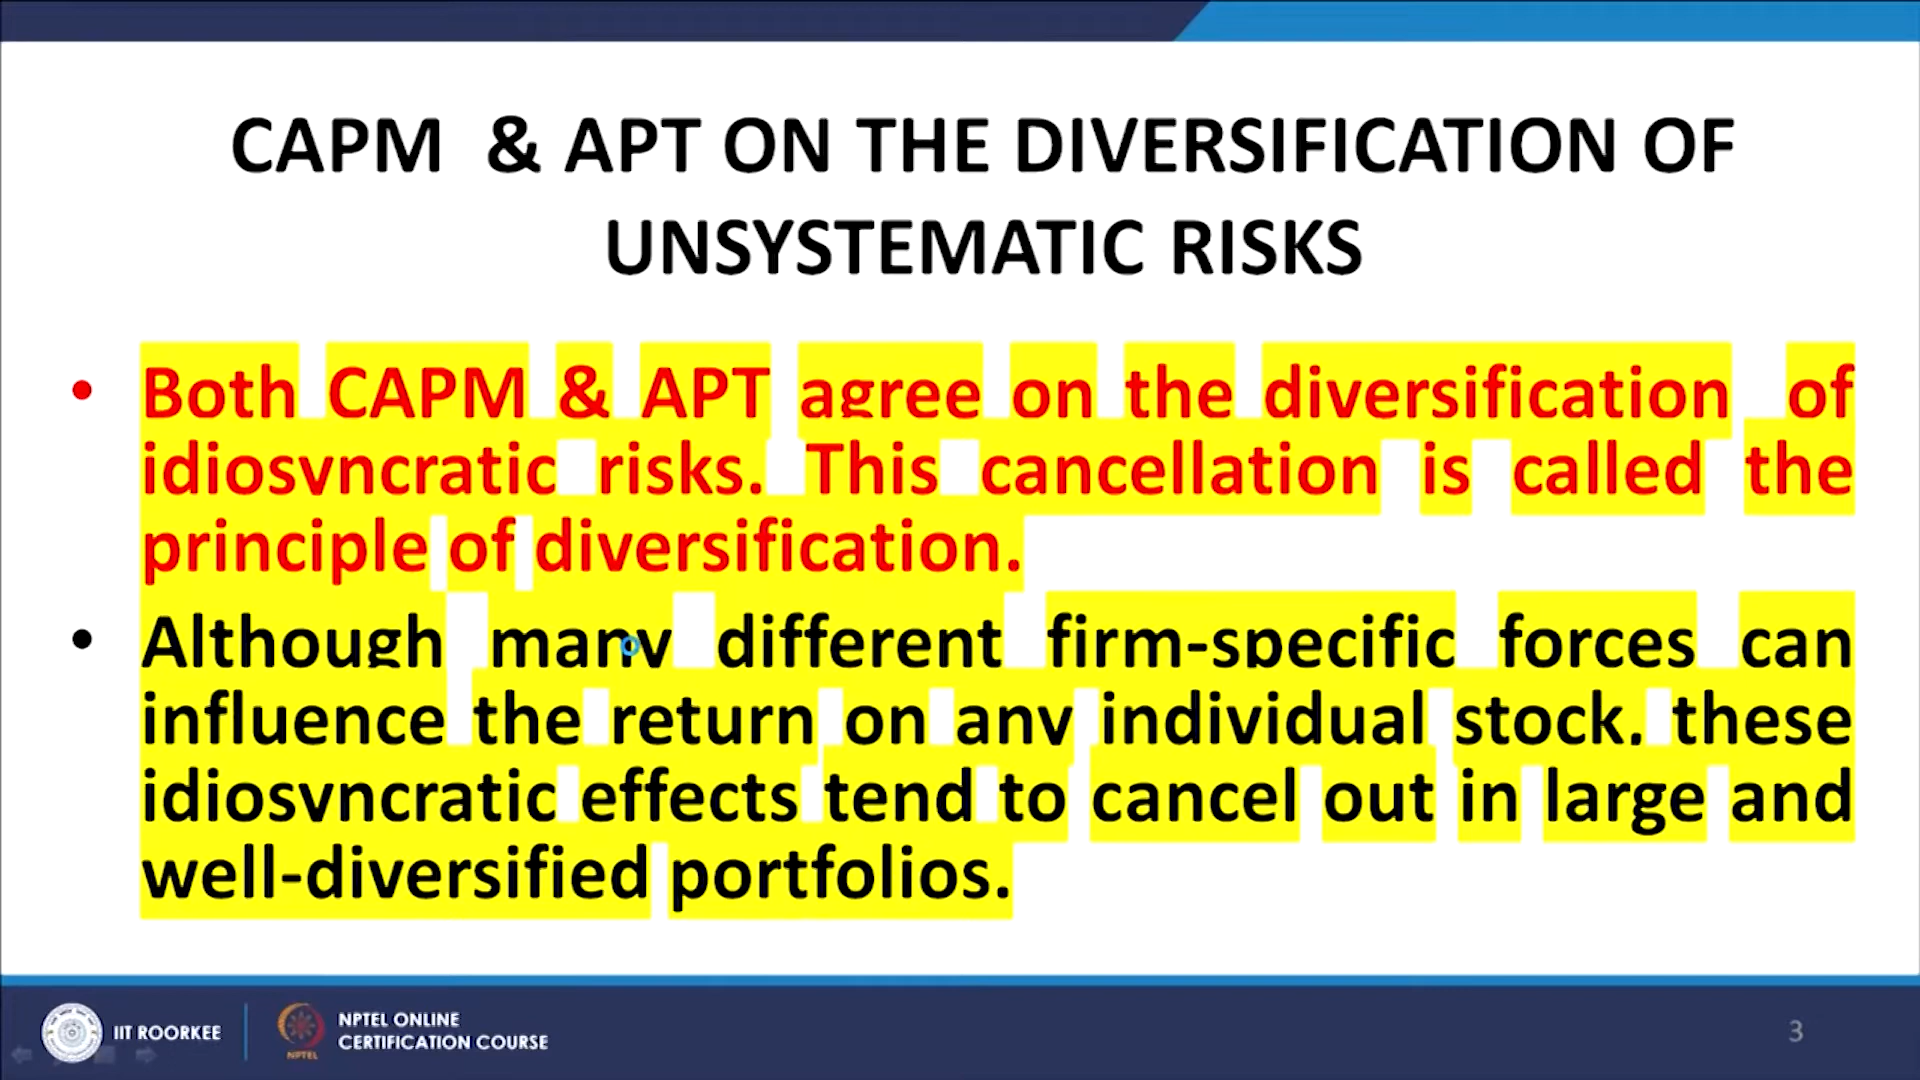 CAPM & APT ON THE DIVERSIFICATION OF
UNSYSTEMATIC RISKS
• Both CAPM & APT agree on the diversification of
idiosyncratic risks. This cancellation is called the
principle of diversification.
• Although many different firm-specific forces can
influence the return on any individual stock, these
idiosyncratic effects tend to cancel out in large and
well-diversified portfolios.
IIT ROORKEE
NPTEL
NPTEL ONLINE
CERTIFICATION COURSE
3